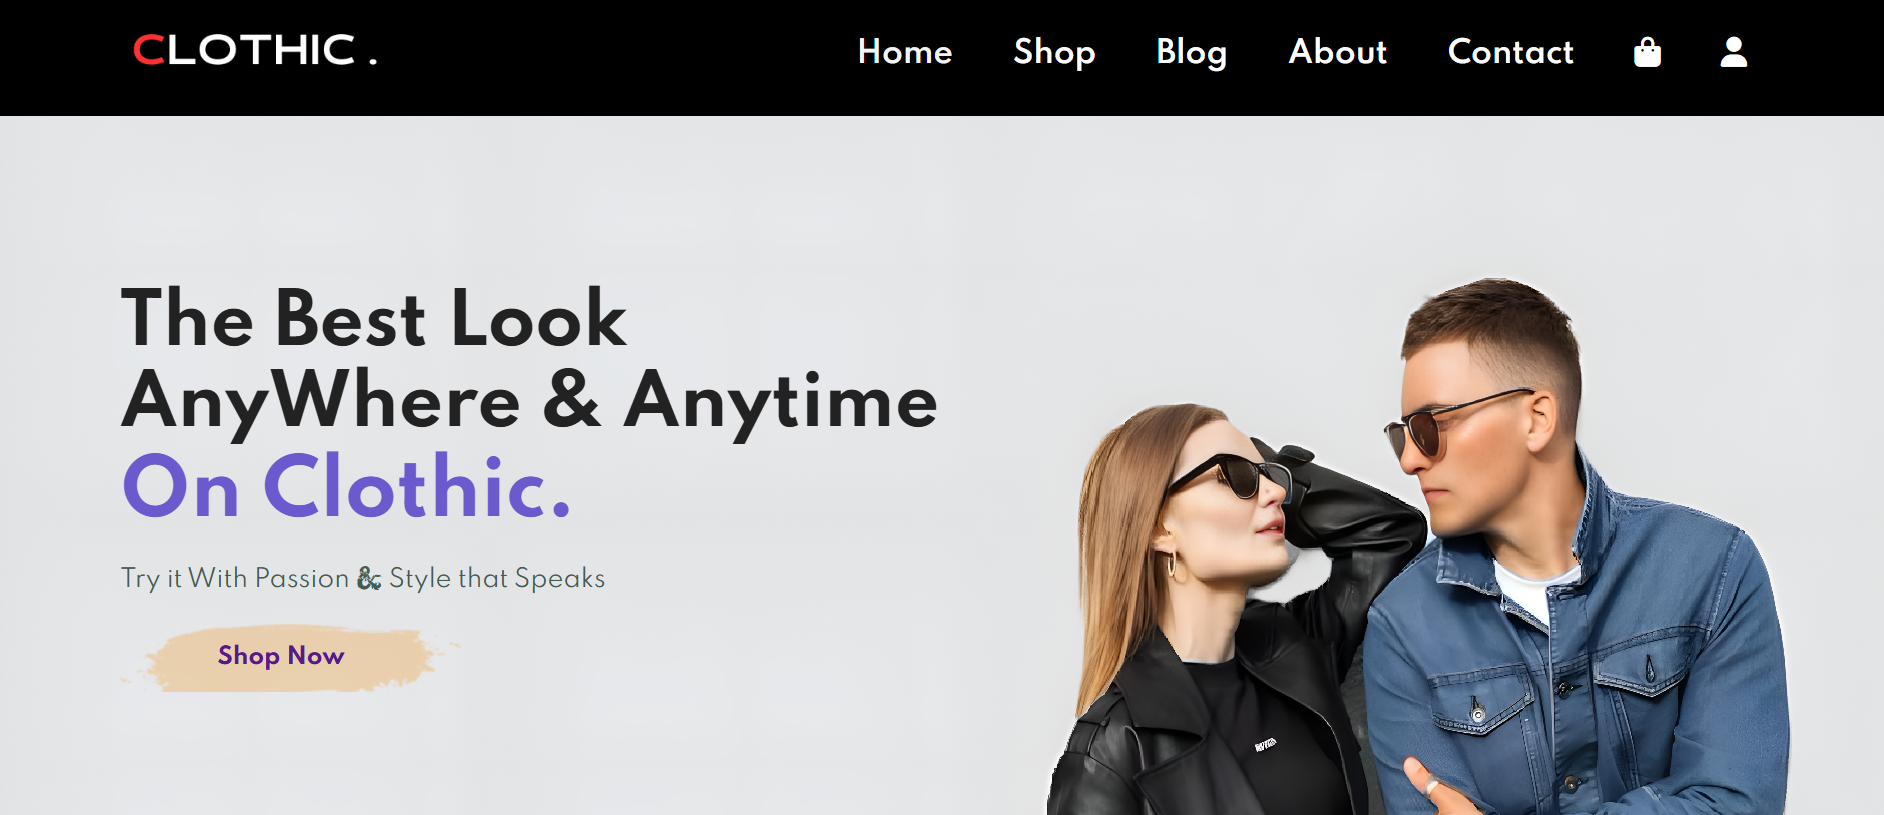 CLOTHIC .
Home Shop Blog About Contact
The Best Look
AnyWhere & Anytime
On Clothic.
Try it With Passion & Style that Speaks
Shop Now